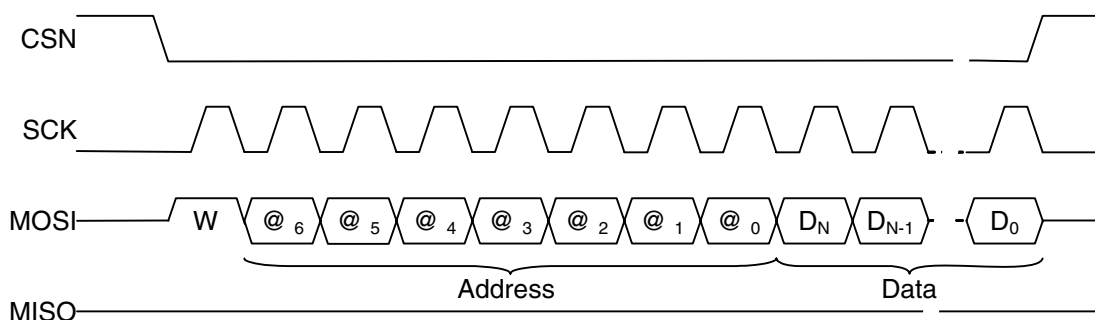 CSN
SCK
MOSI W @ 6 @ 5 @ 4 @ 3 @ 2 @ 1 @ 0 DN DN-1 D0
Address Data
MISO